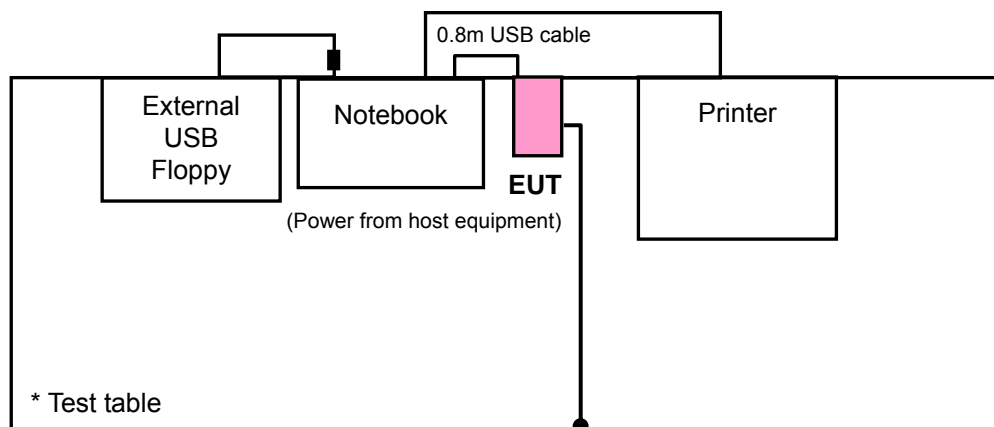 0.8m USB cable
External
USB
Floppy
Notebook
Printer
EUT
(Power from host equipment)
* Test table